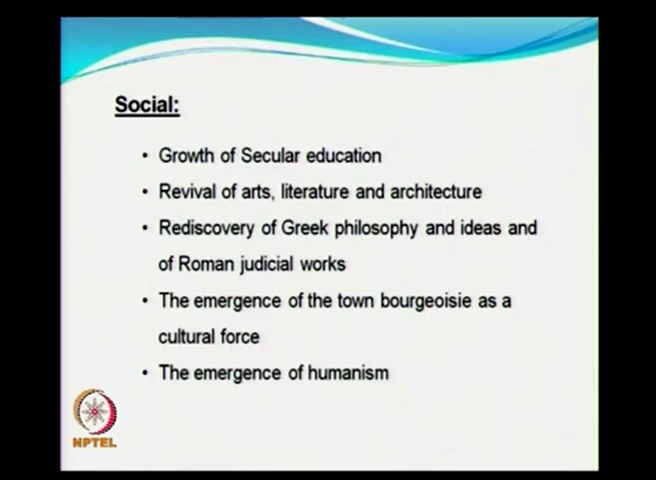 Social:
• Growth of Secular education
• Revival of arts, literature and architecture
• Rediscovery of Greek philosophy and ideas and
of Roman judicial works
• The emergence of the town bourgeoisie as a
cultural force
• The emergence of humanism
NPTEL